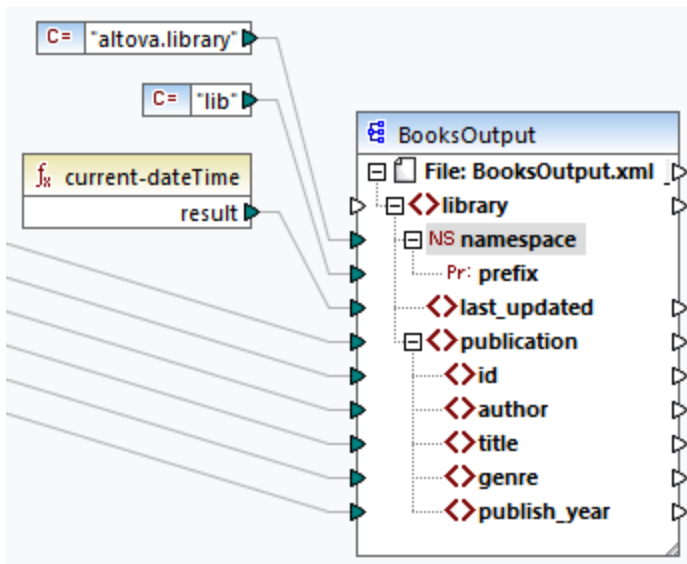 C= "altova.library"
C= "lib"
fx current-dateTime
result
BooksOutput
File: BooksOutput.xml
<>library
NS namespace
Pr: prefix
<>last_updated
<>publication
<>id
<>author
<>title
<>genre
<>publish_year